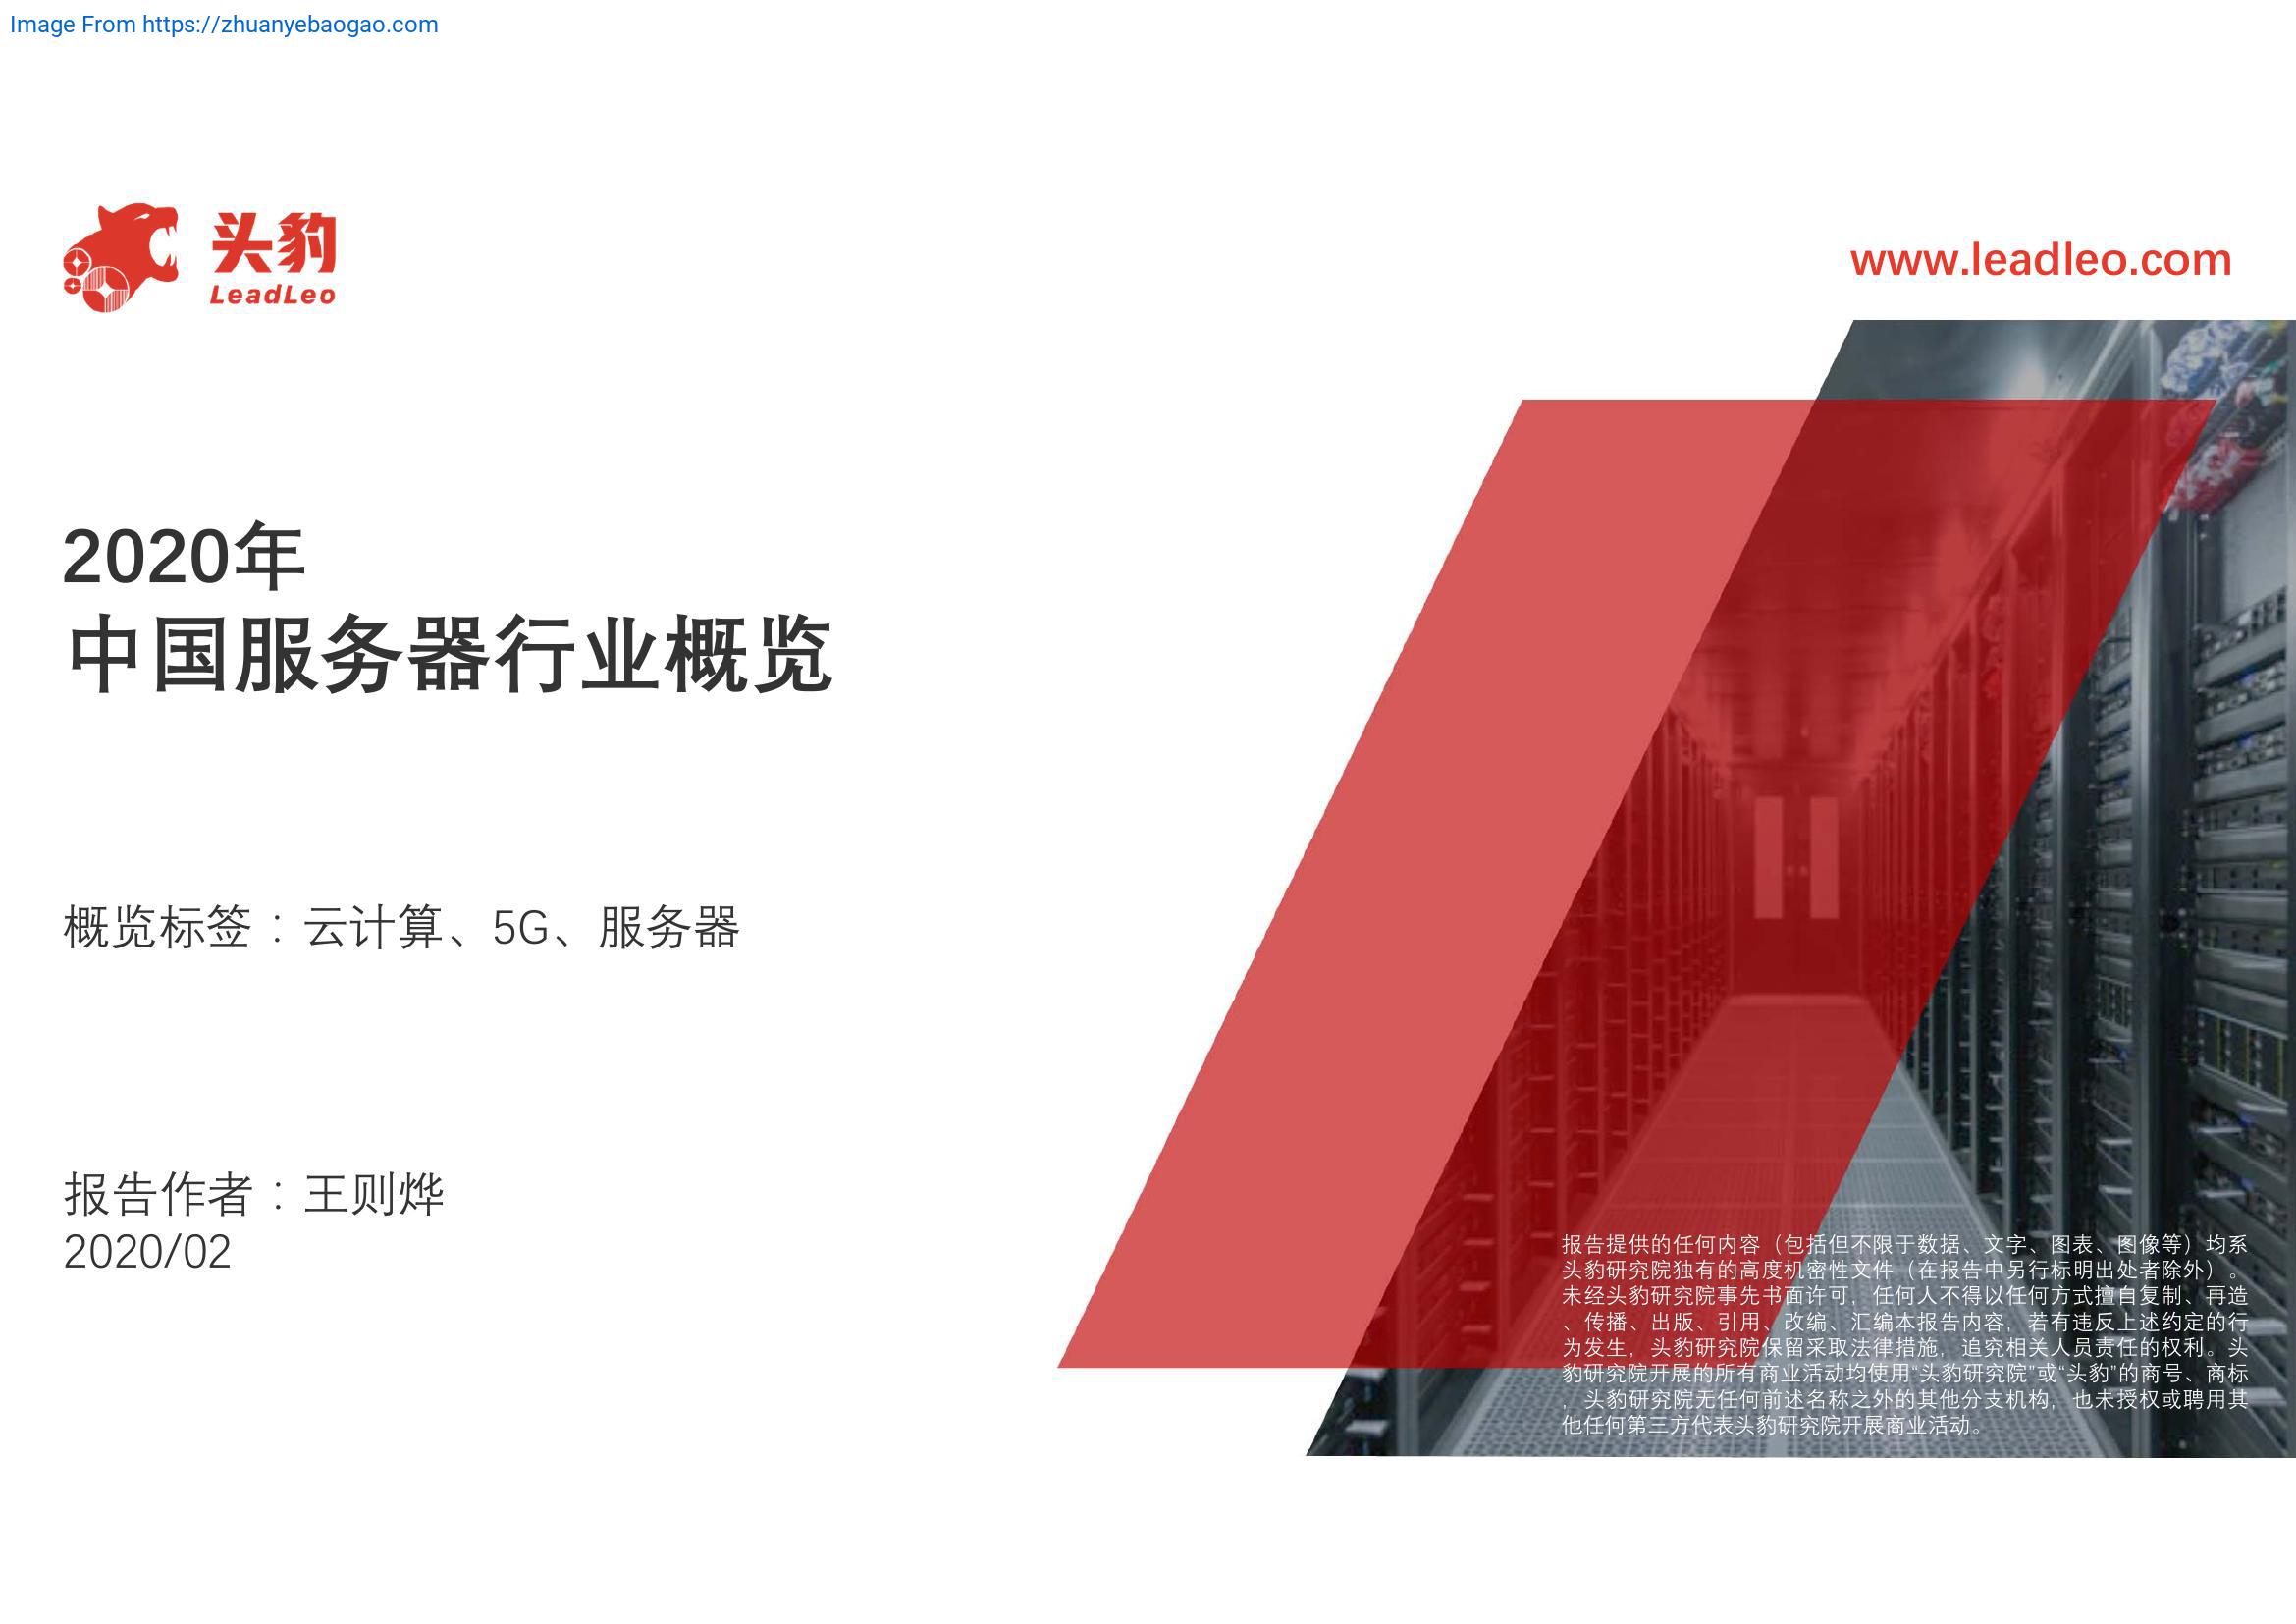 Image From https://zhuanyebaogao.com
头豹
LeadLeo
www.leadleo.com
2020年
中国服务器行业概览
概览标签：云计算、5G、服务器
报告作者：王则烨
2020/02
报告提供的任何内容（包括但不限于数据、文字、图表、图像等）均系
头豹研究院独有的高度机密性文件（在报告中另行标明出处者除外）。
未经头豹研究院事先书面许可，任何人不得以任何方式擅自复制、再造
、传播、出版、引用、改编、汇编本报告内容，若有违反上述约定的行
为发生，头豹研究院保留采取法律措施，追究相关人员责任的权利。头
豹研究院开展的所有商业活动均使用“头豹研究院”或“头豹”的商号、商标
，头豹研究院无任何前述名称之外的其他分支机构，也未授权或聘用其
他任何第三方代表头豹研究院开展商业活动。